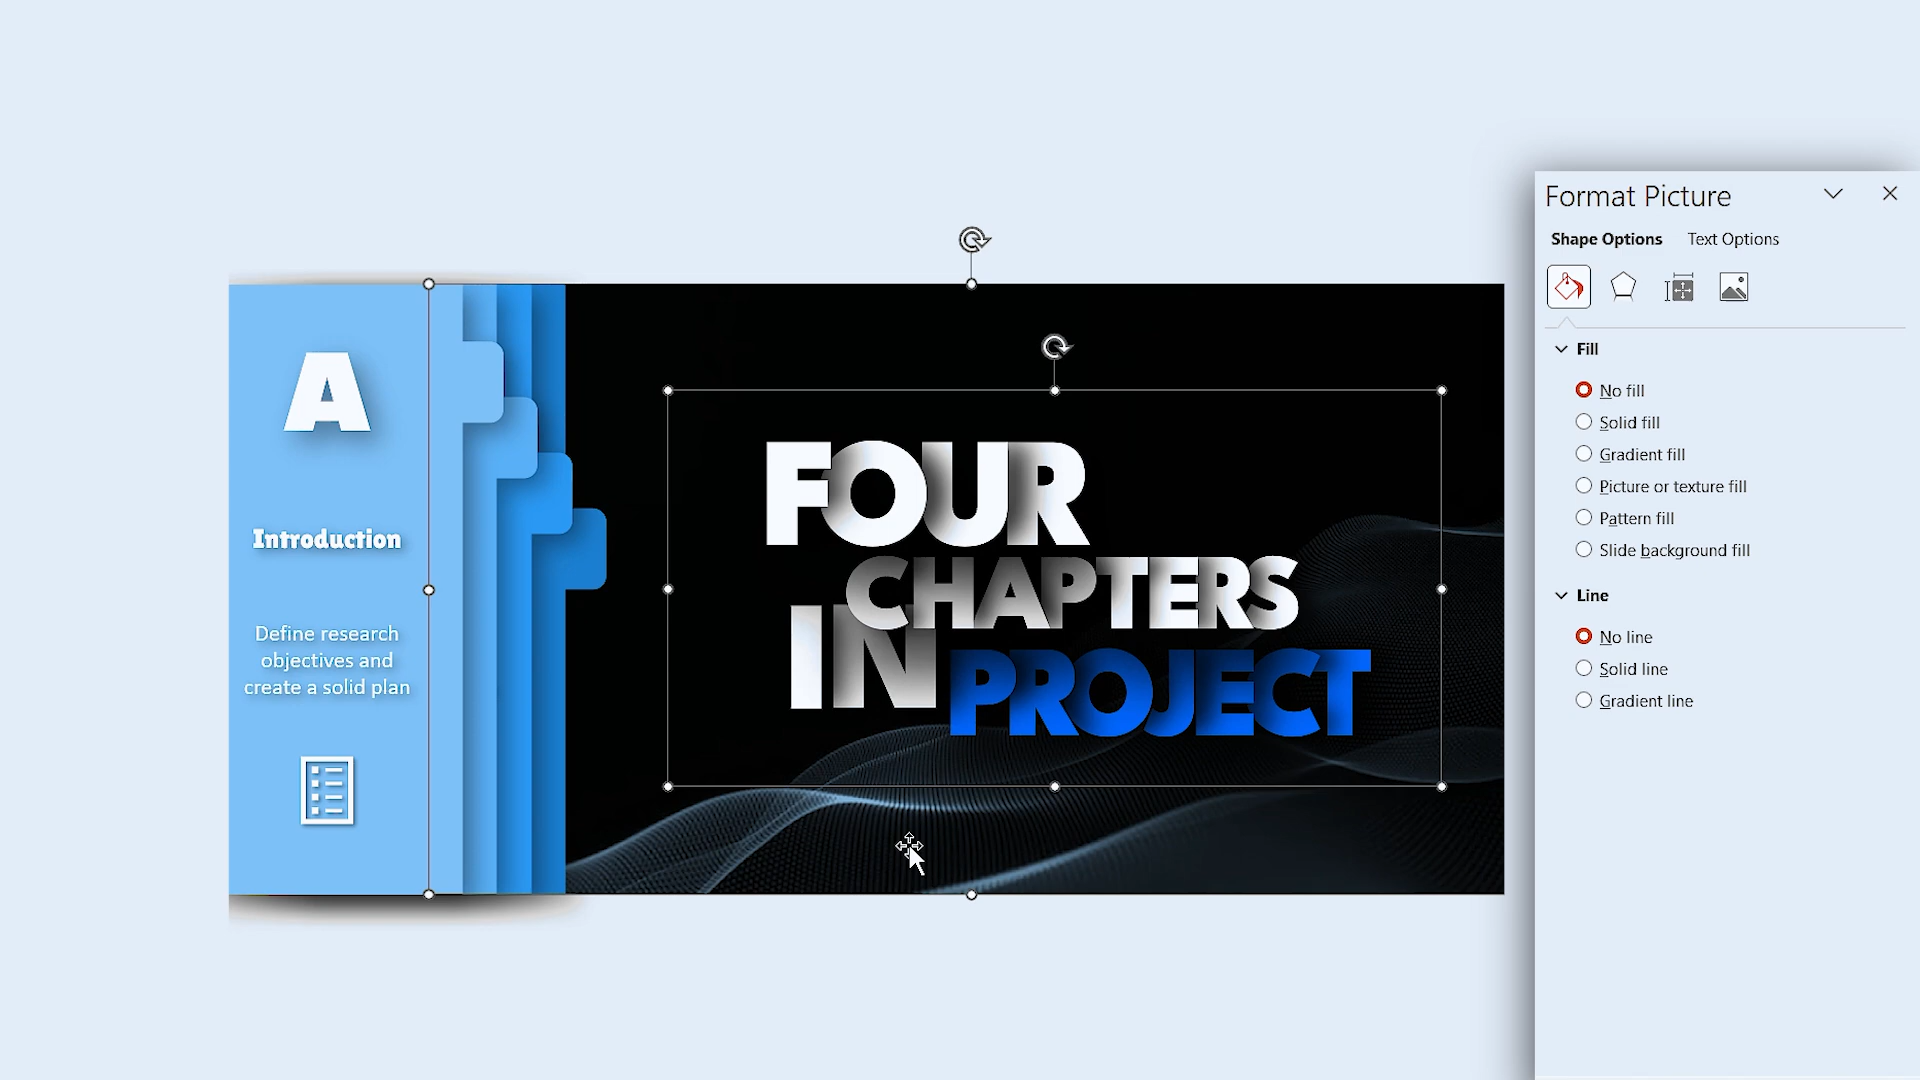 A
Introduction
Define research
objectives and
create a solid plan
FOUR
CHAPTERS
IN
PROJECT
Format Picture
Shape Options
Text Options
Fill
No fill
Solid fill
Gradient fill
Picture or texture fill
Pattern fill
Slide background fill
Line
No line
Solid line
Gradient line